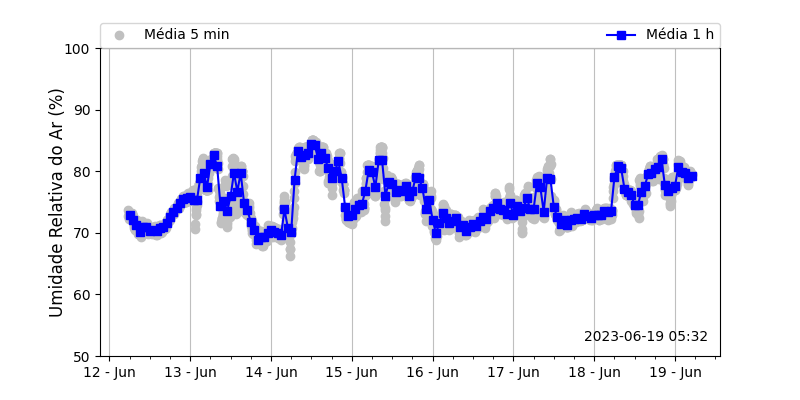 Média 5 min
Média 1 h
Umidade Relativa do Ar (%)
100
90
80
70
60
50
2023-06-19 05:32
12 - Jun
13 - Jun
14 - Jun
15 - Jun
16 - Jun
17 - Jun
18 - Jun
19 - Jun